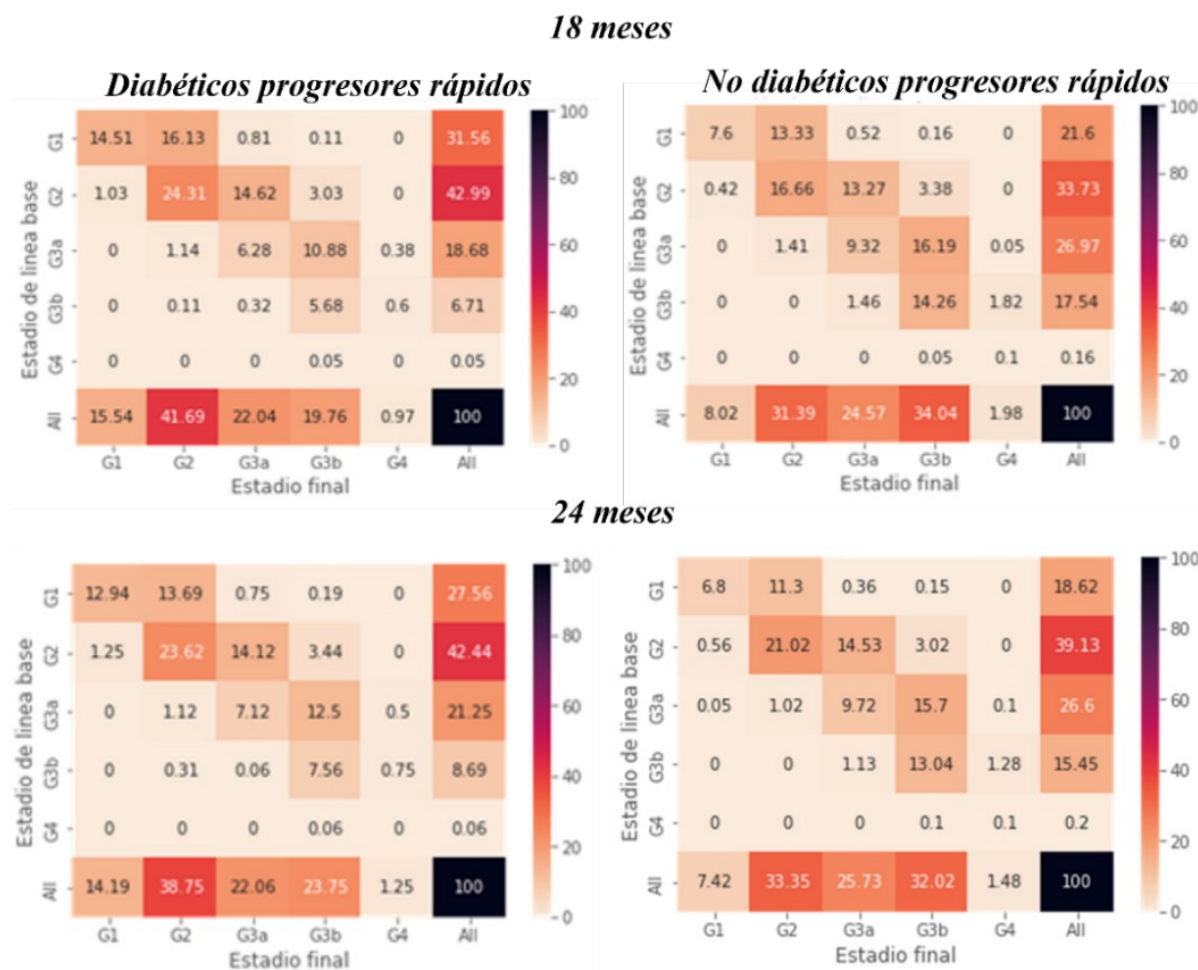 18 meses
Diabéticos progresores rápidos
No diabéticos progresores rápidos
Estadio de linea base
G1 14.51 16.13 0.81 0.11 0 31.56
G2 1.03 24.31 14.62 3.03 0 42.99
G3a 0 1.14 6.28 10.88 0.38 18.68
G3b 0 0.11 0.32 5.68 0.6 6.71
G4 0 0 0 0.05 0 0.05
All 15.54 41.69 22.04 19.76 0.97 100
G1 G2 G3a G3b G4 All
Estadio final
100
80
60
40
20
0
Estadio de linea base
G1 7.6 13.33 0.52 0.16 0 21.6
G2 0.42 16.66 13.27 3.38 0 33.73
G3a 0 1.41 9.32 16.19 0.05 26.97
G3b 0 0 1.46 14.26 1.82 17.54
G4 0 0 0 0.05 0.1 0.16
All 8.02 31.39 24.57 34.04 1.98 100
G1 G2 G3a G3b G4 All
Estadio final
100
80
60
40
20
0
24 meses
Estadio de linea base
G1 12.94 13.69 0.75 0.19 0 27.56
G2 1.25 23.62 14.12 3.44 0 42.44
G3a 0 1.12 7.12 12.5 0.5 21.25
G3b 0 0.31 0.06 7.56 0.75 8.69
G4 0 0 0 0.06 0 0.06
All 14.19 38.75 22.06 23.75 1.25 100
G1 G2 G3a G3b G4 All
Estadio final
100
80
60
40
20
0
Estadio de linea base
G1 6.8 11.3 0.36 0.15 0 18.62
G2 0.56 21.02 14.53 3.02 0 39.13
G3a 0.05 1.02 9.72 15.7 0.1 26.6
G3b 0 0 1.13 13.04 1.28 15.45
G4 0 0 0 0.1 0.1 0.2
All 7.42 33.35 25.73 32.02 1.48 100
G1 G2 G3a G3b G4 All
Estadio final
100
80
60
40
20
0